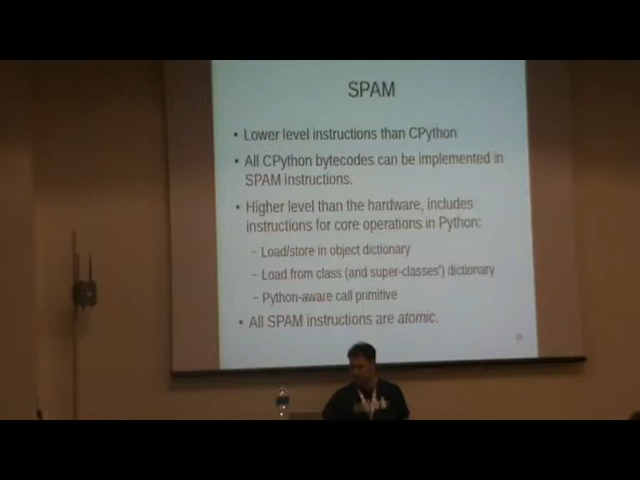 SPAM
• Lower level instructions than CPython
• All CPython bytecodes can be implemented in
SPAM instructions.
• Higher level than the hardware, includes
instructions for core operations in Python:
– Load/store in object dictionary
– Load from class (and super-classes') dictionary
– Python-aware call primitive
• All SPAM instructions are atomic.